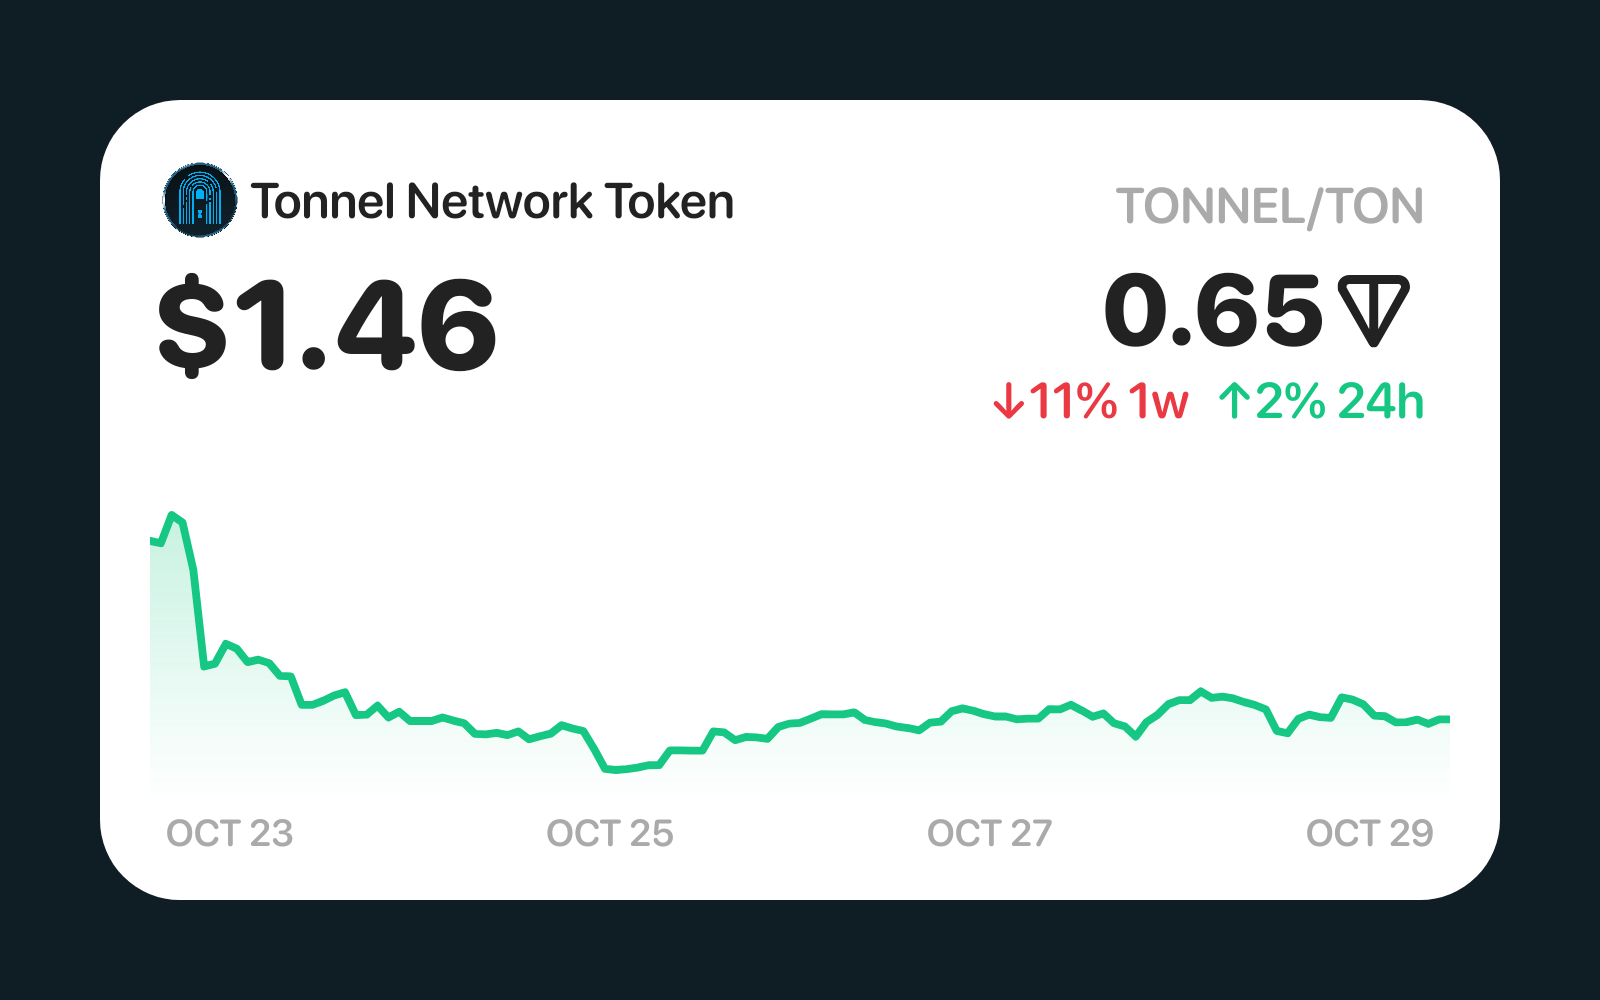 Tonnel Network Token
TONNEL/TON
$1.46
0.65
↓11% 1w ↑2% 24h
OCT 23 OCT 25 OCT 27 OCT 29